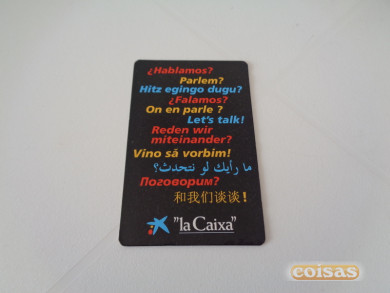 ¿Hablamos?
Parlem?
Hitz egingo dugu?
¿Falamos?
On en parle ?
Let's talk!
Reden wir
miteinander?
Vino să vorbim!
ما رأيك لو نتحدث؟
Поговорим?
和我们谈谈!
"la Caixa"
coisas